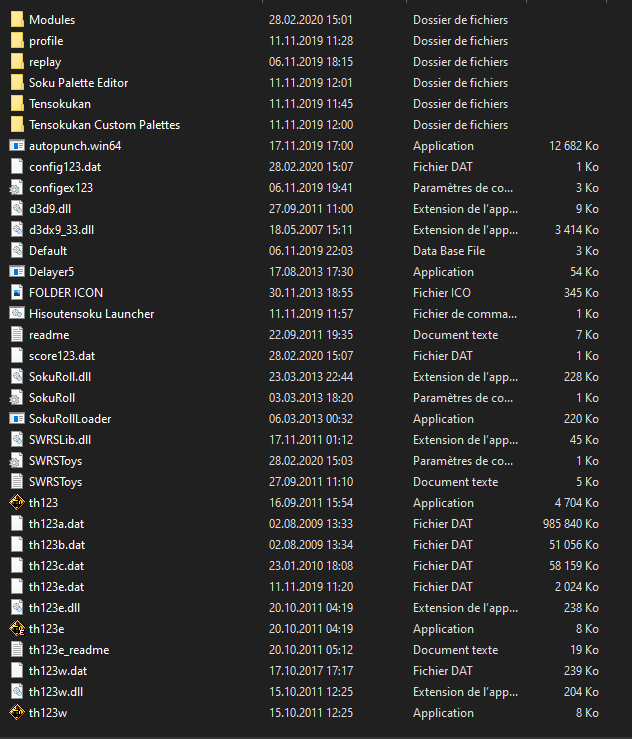 Modules 28.02.2020 15:01 Dossier de fichiers
profile 11.11.2019 11:28 Dossier de fichiers
replay 06.11.2019 18:15 Dossier de fichiers
Soku Palette Editor 11.11.2019 12:01 Dossier de fichiers
Tensokukan 11.11.2019 11:45 Dossier de fichiers
Tensokukan Custom Palettes 11.11.2019 12:00 Dossier de fichiers
autopunch.win64 17.11.2019 17:00 Application 12 682 Ko
config123.dat 28.02.2020 15:07 Fichier DAT 1 Ko
configex123 06.11.2019 19:41 Paramètres de co... 3 Ko
d3d9.dll 27.09.2011 11:00 Extension de l'app... 9 Ko
d3dx9_33.dll 18.05.2007 15:11 Extension de l'app... 3 414 Ko
Default 06.11.2019 22:03 Data Base File 3 Ko
Delayer5 17.08.2013 17:30 Application 54 Ko
FOLDER ICON 30.11.2013 18:55 Fichier ICO 345 Ko
Hisoutensoku Launcher 11.11.2019 11:57 Fichier de comma... 1 Ko
readme 22.09.2011 19:35 Document texte 7 Ko
score123.dat 28.02.2020 15:07 Fichier DAT 1 Ko
SokuRoll.dll 23.03.2013 22:44 Extension de l'app... 228 Ko
SokuRoll 03.03.2013 18:20 Paramètres de co... 1 Ko
SokuRollLoader 06.03.2013 00:32 Application 220 Ko
SWRSLib.dll 17.11.2011 01:12 Extension de l'app... 45 Ko
SWRSToys 28.02.2020 15:03 Paramètres de co... 1 Ko
SWRSToys 27.09.2011 11:10 Document texte 5 Ko
th123 16.09.2011 15:54 Application 4 704 Ko
th123a.dat 02.08.2009 13:33 Fichier DAT 985 840 Ko
th123b.dat 02.08.2009 13:34 Fichier DAT 51 056 Ko
th123c.dat 23.01.2010 18:08 Fichier DAT 58 159 Ko
th123e.dat 11.11.2019 11:20 Fichier DAT 2 024 Ko
th123e.dll 20.10.2011 04:19 Extension de l'app... 238 Ko
th123e 20.10.2011 04:19 Application 8 Ko
th123e_readme 20.10.2011 05:12 Document texte 19 Ko
th123w.dat 17.10.2017 17:17 Fichier DAT 239 Ko
th123w.dll 15.10.2011 12:25 Extension de l'app... 204 Ko
th123w 15.10.2011 12:25 Application 8 Ko